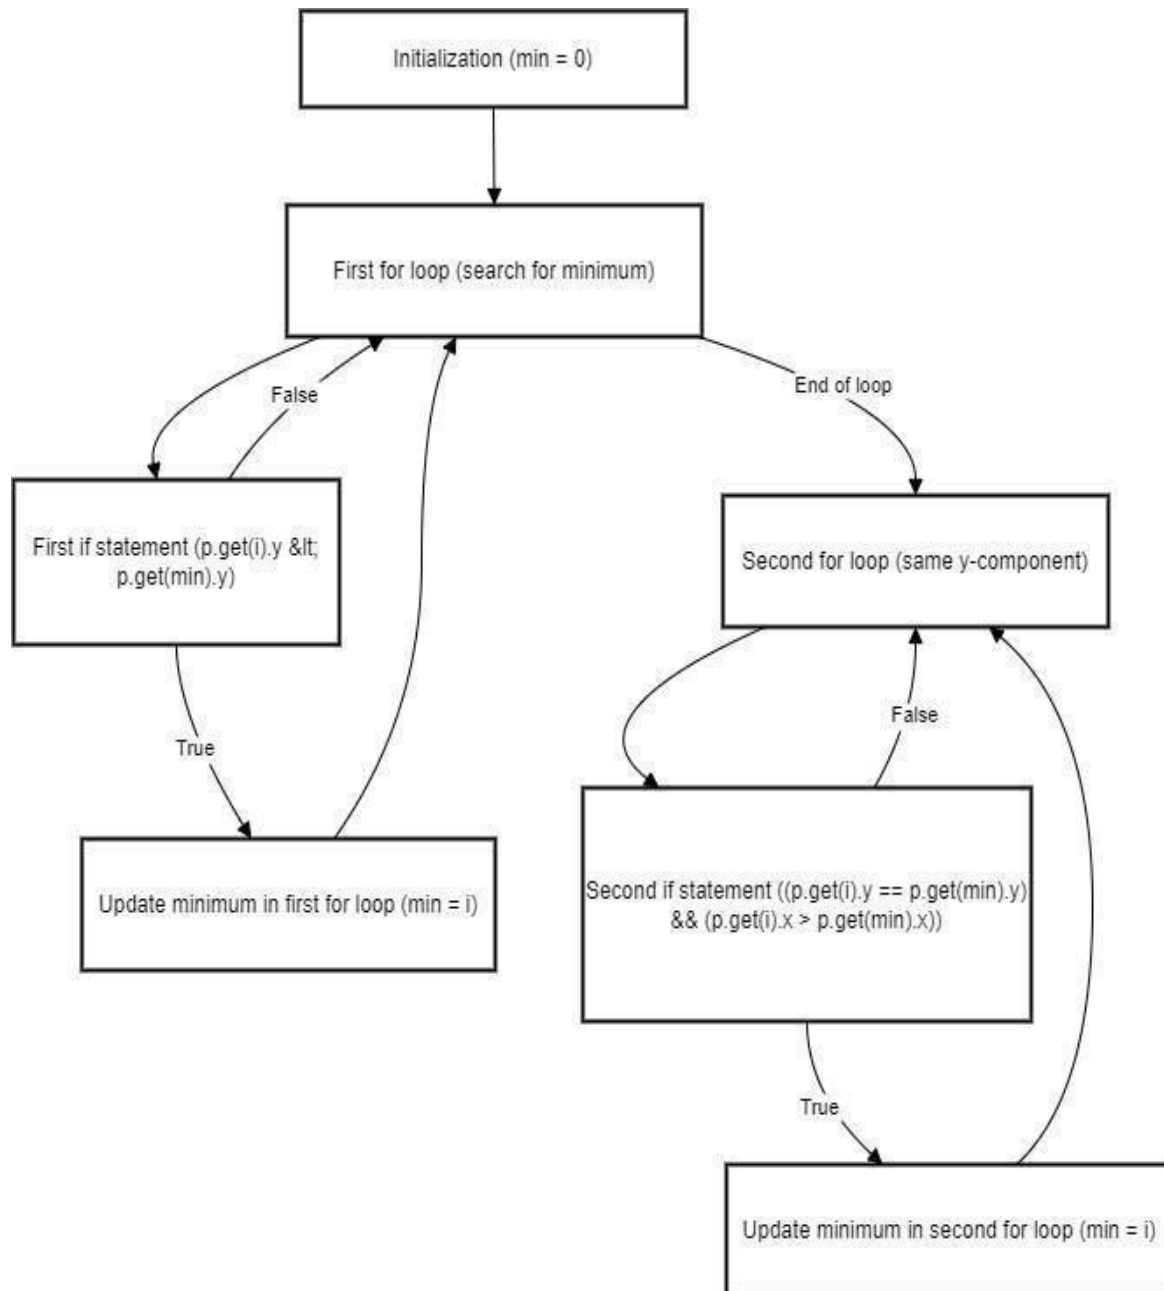 Initialization (min = 0)
First for loop (search for minimum)
False
End of loop
First if statement (p.get(i).y &lt;
p.get(min).y)
Second for loop (same y-component)
True
False
Update minimum in first for loop (min = i)
Second if statement ((p.get(i).y == p.get(min).y)
&& (p.get(i).x > p.get(min).x))
True
Update minimum in second for loop (min = i)